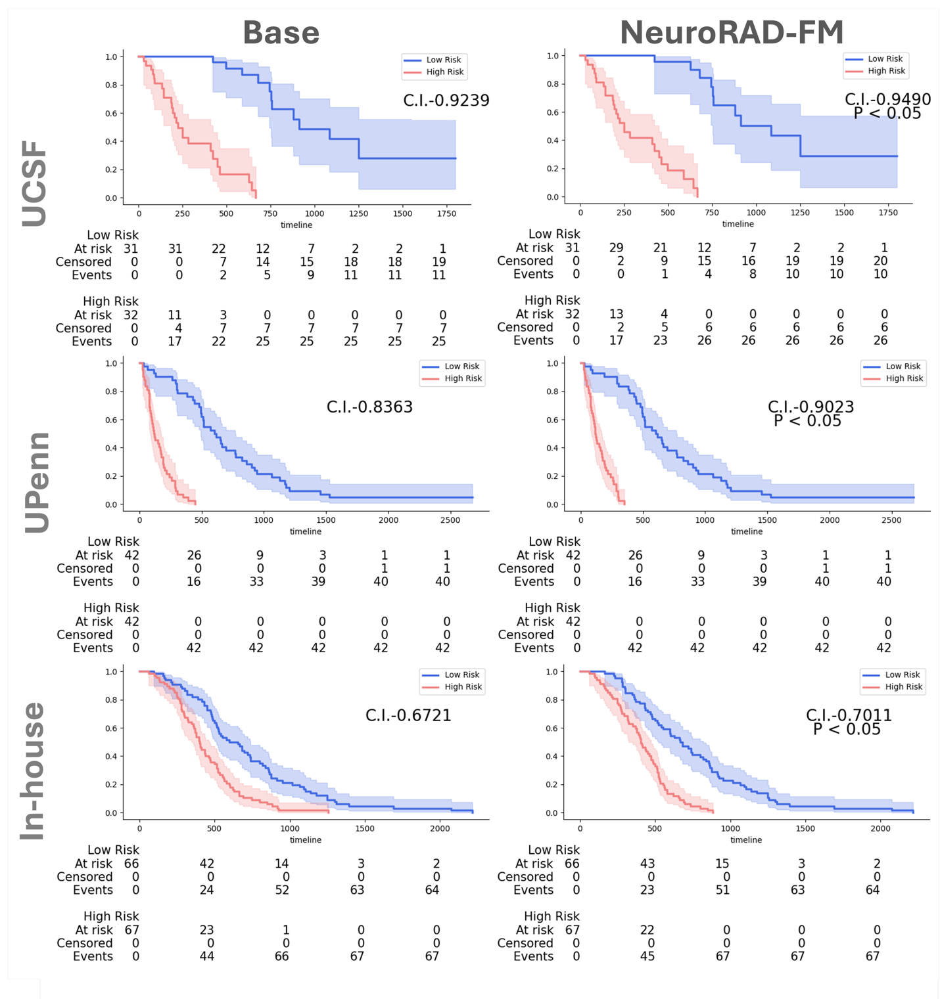 Base
NeuroRAD-FM
UCSF
1.0
0.8
0.6
0.4
0.2
0.0
Low Risk
High Risk
C.I.-0.9239
0 250 500 750 1000 1250 1500 1750
timeline
Low Risk
At risk 31 31 22 12 7 2 2 1
Censored 0 0 7 14 15 18 18 19
Events 0 0 2 5 9 11 11 11
High Risk
At risk 32 11 3 0 0 0 0 0
Censored 0 4 7 7 7 7 7 7
Events 0 17 22 25 25 25 25 25
1.0
0.8
0.6
0.4
0.2
0.0
Low Risk
High Risk
C.I.-0.9490
P < 0.05
0 250 500 750 1000 1250 1500 1750
timeline
Low Risk
At risk 31 29 21 12 7 2 2 1
Censored 0 2 9 15 16 19 19 20
Events 0 0 1 4 8 10 10 10
High Risk
At risk 32 13 4 0 0 0 0 0
Censored 0 2 5 6 6 6 6 6
Events 0 17 23 26 26 26 26 26
UPenn
1.0
0.8
0.6
0.4
0.2
0.0
Low Risk
High Risk
C.I.-0.8363
0 500 1000 1500 2000 2500
timeline
Low Risk
At risk 42 26 9 3 1 1
Censored 0 0 0 0 1 1
Events 0 16 33 39 40 40
High Risk
At risk 42 0 0 0 0 0
Censored 0 0 0 0 0 0
Events 0 42 42 42 42 42
1.0
0.8
0.6
0.4
0.2
0.0
Low Risk
High Risk
C.I.-0.9023
P < 0.05
0 500 1000 1500 2000 2500
timeline
Low Risk
At risk 42 26 9 3 1 1
Censored 0 0 0 0 1 1
Events 0 16 33 39 40 40
High Risk
At risk 42 0 0 0 0 0
Censored 0 0 0 0 0 0
Events 0 42 42 42 42 42
In-house
1.0
0.8
0.6
0.4
0.2
0.0
Low Risk
High Risk
C.I.-0.6721
0 500 1000 1500 2000
timeline
Low Risk
At risk 66 42 14 3 2
Censored 0 0 0 0 0
Events 0 24 52 63 64
High Risk
At risk 67 23 1 0 0
Censored 0 0 0 0 0
Events 0 44 66 67 67
1.0
0.8
0.6
0.4
0.2
0.0
Low Risk
High Risk
C.I.-0.7011
P < 0.05
0 500 1000 1500 2000
timeline
Low Risk
At risk 66 43 15 3 2
Censored 0 0 0 0 0
Events 0 23 51 63 64
High Risk
At risk 67 22 0 0 0
Censored 0 0 0 0 0
Events 0 45 67 67 67